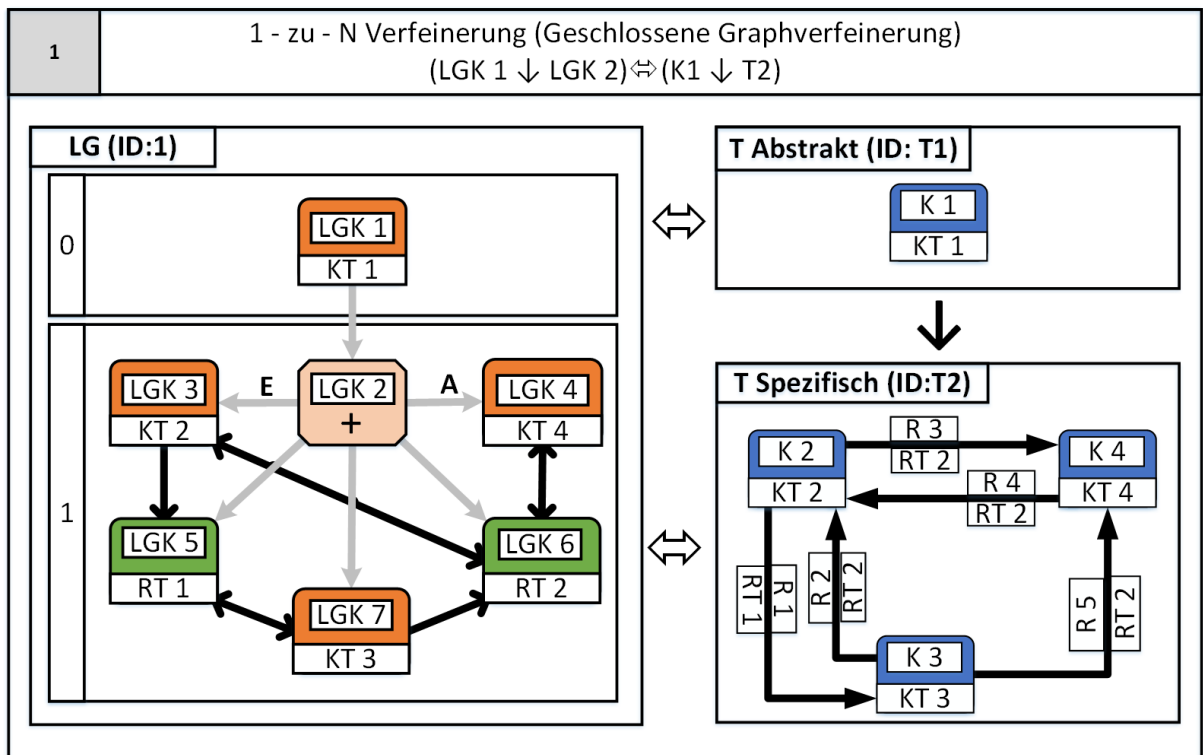 1
1 - zu - N Verfeinerung (Geschlossene Graphverfeinerung)
(LGK 1 ↓ LGK 2)⇔(K1 ↓ T2)
LG (ID:1)
0
LGK 1
KT 1
1
LGK 3
KT 2
E
LGK 2
+
A
LGK 4
KT 4
LGK 5
RT 1
LGK 6
RT 2
LGK 7
KT 3
T Abstrakt (ID: T1)
K 1
KT 1
T Spezifisch (ID:T2)
K 2
KT 2
R 3
RT 2
K 4
KT 4
R 4
RT 2
R 1
RT 1
R 2
RT 2
R 5
RT 2
K 3
KT 3